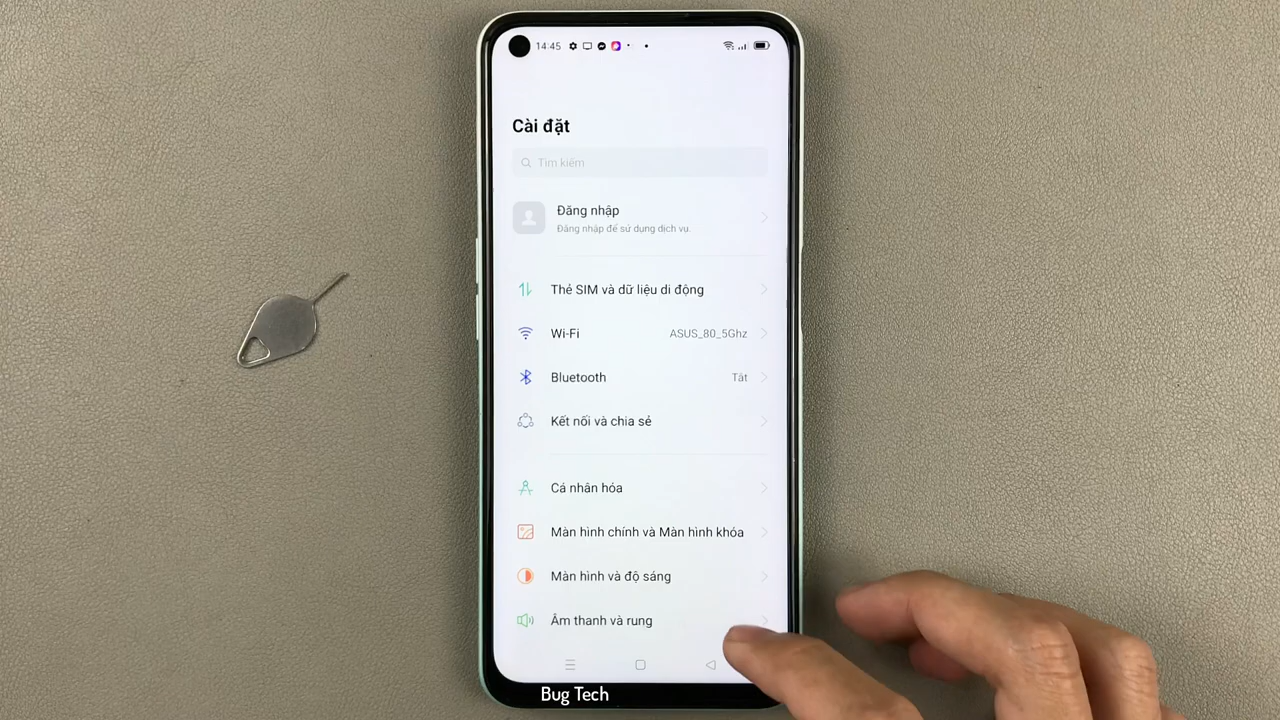 14:45
Cài đặt
Tìm kiếm
Đăng nhập
Đăng nhập để sử dụng dịch vụ.
Thẻ SIM và dữ liệu di động
Wi-Fi ASUS_80_5Ghz
Bluetooth Tắt
Kết nối và chia sẻ
Cá nhân hóa
Màn hình chính và Màn hình khóa
Màn hình và độ sáng
Âm thanh và rung
Bug Tech